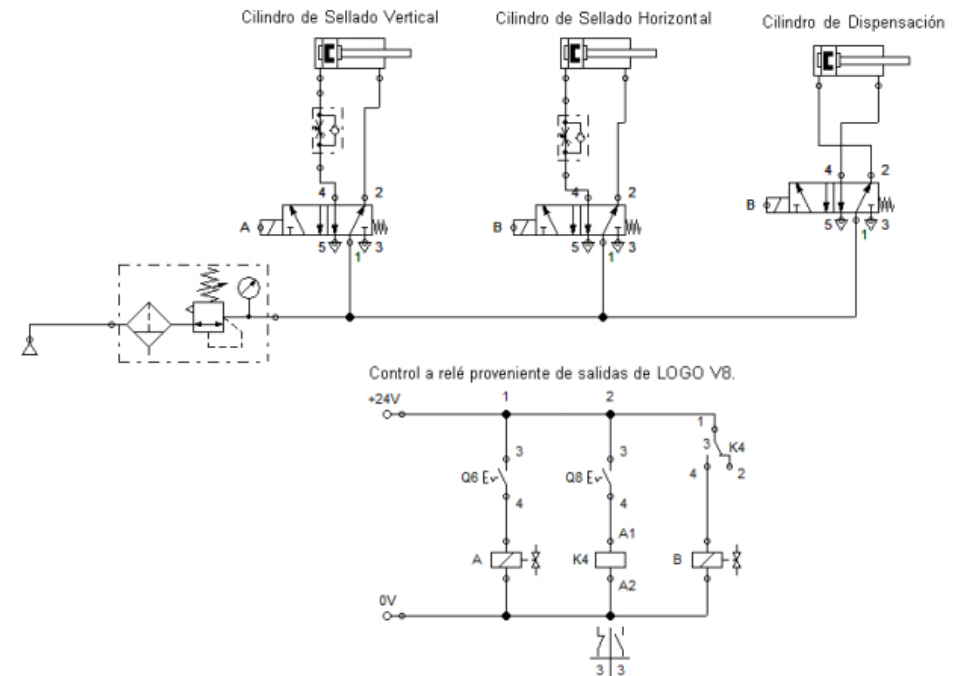 Cilindro de Sellado Vertical Cilindro de Sellado Horizontal Cilindro de Dispensación
4 2 4 2 4 2
A B B
5 1 3 5 1 3 5 1 3
Control a relé proveniente de salidas de LOGO V8.
+24V 1 2
1
3 3 3 K4
Q6 Q8 4 2
4 4
A1
A K4 B
A2
0V
3 3